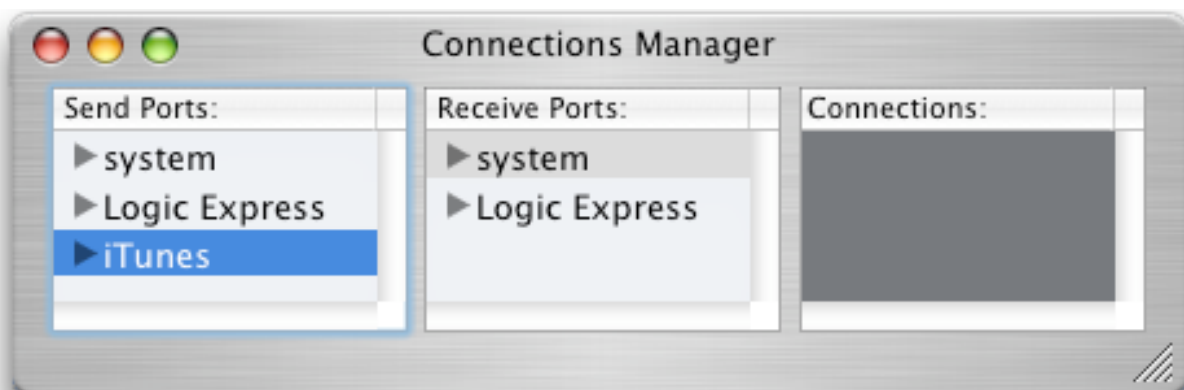 Connections Manager
Send Ports:
system
Logic Express
iTunes
Receive Ports:
system
Logic Express
Connections: